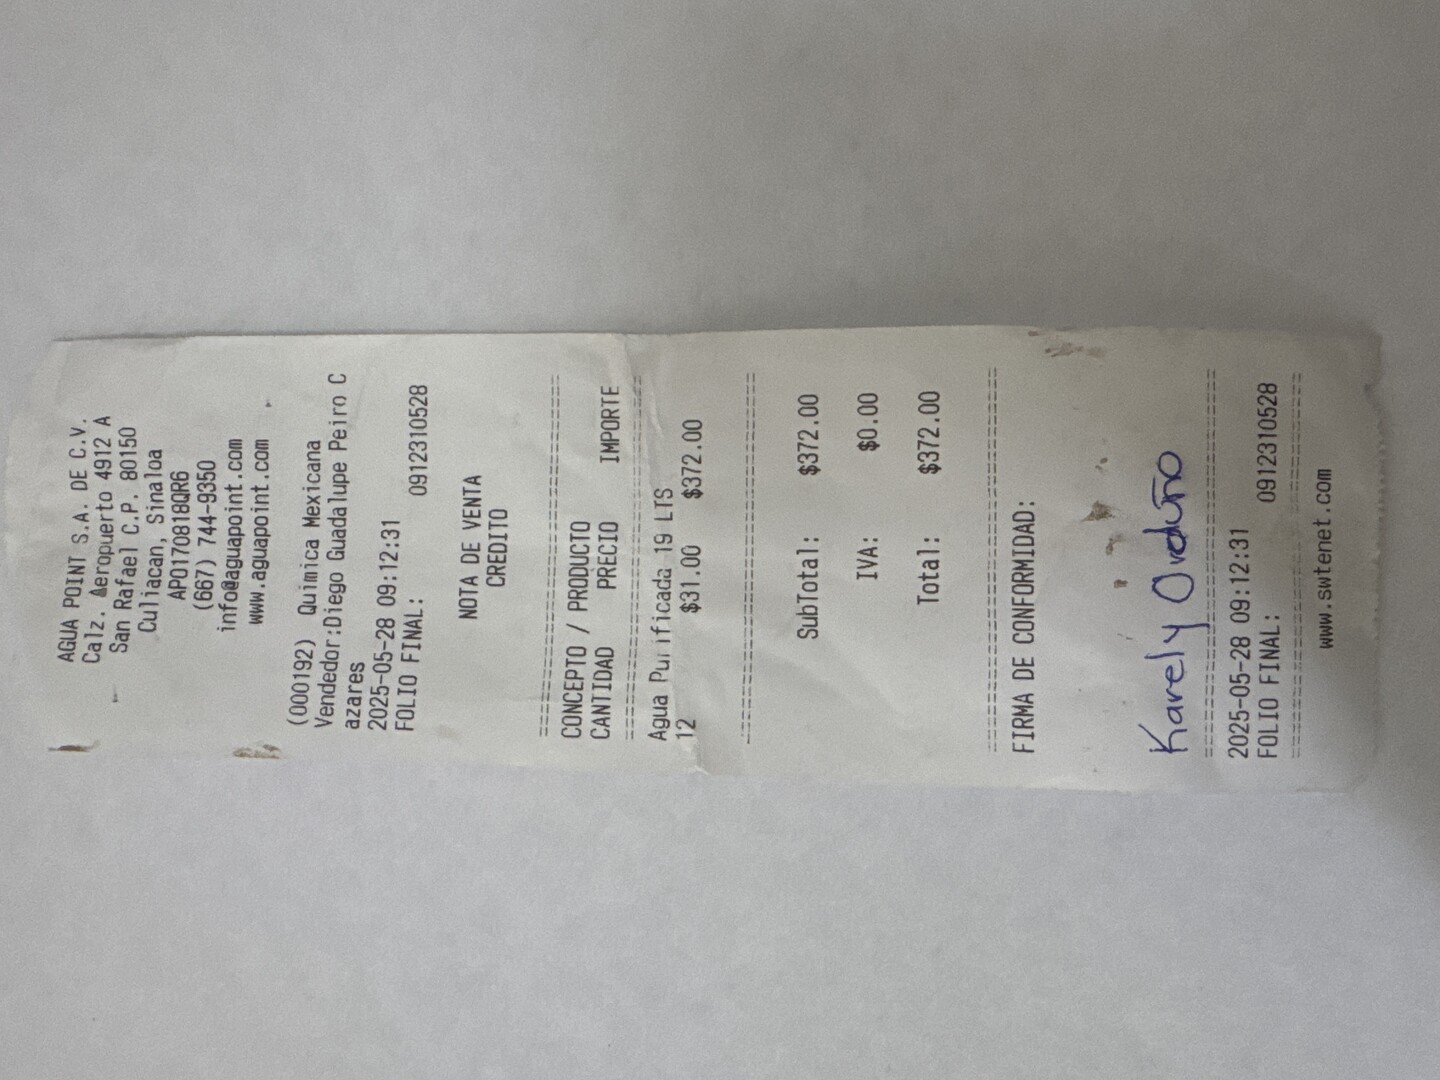 AGUA POINT S.A. DE C.V.
Calz. Aeropuerto 4912 A
San Rafael C.P. 80150
Culiacan, Sinaloa
APO170818QR6
(667) 744-9350
info@aguapoint.com
www.aguapoint.com
(000192) Quimica Mexicana
Vendedor:Diego Guadalupe Peiro C
azares
2025-05-28 09:12:31
FOLIO FINAL: 0912310528
NOTA DE VENTA
CREDITO
================================
CONCEPTO / PRODUCTO
CANTIDAD PRECIO IMPORTE
================================
Agua Purificada 19 LTS
12 $31.00 $372.00
================================
SubTotal: $372.00
IVA: $0.00
Total: $372.00
================================
FIRMA DE CONFORMIDAD:
Karely Orduño
================================
2025-05-28 09:12:31
FOLIO FINAL: 0912310528
================================
www.swtenet.com